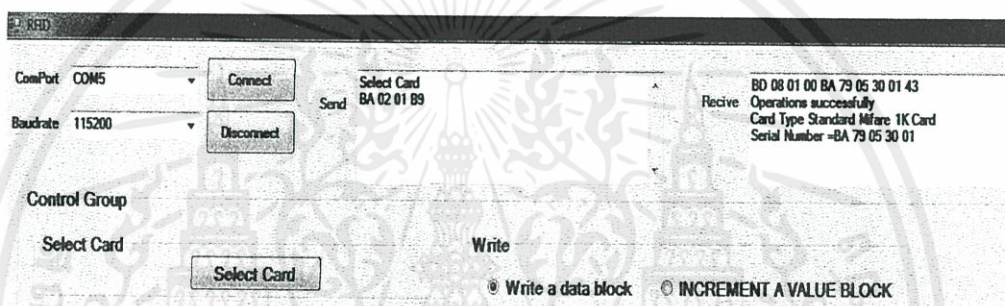 RRD
ComPort COM5
Connect
Send
Select Card
BA 02 01 B9
Recive
BD 08 01 00 BA 79 05 30 01 43
Operations successfully
Card Type Standard Mifare 1K Card
Serial Number =BA 79 05 30 01
Baudrate 115200
Disconnect
Control Group
Select Card
Select Card
Write
Write a data block
INCREMENT A VALUE BLOCK